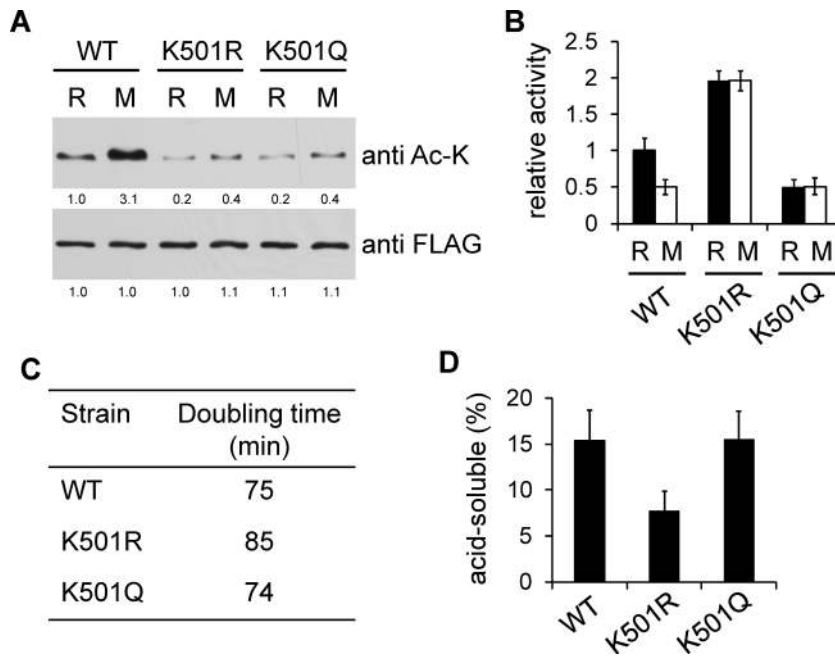 A
WT K501R K501Q
R M R M R M
anti Ac-K
1.0 3.1 0.2 0.4 0.2 0.4
anti FLAG
1.0 1.0 1.0 1.1 1.1 1.1
B
relative activity
2.5
2
1.5
1
0.5
0
R M R M R M
WT K501R K501Q
C
Strain Doubling time
(min)
WT 75
K501R 85
K501Q 74
D
acid-soluble (%)
20
15
10
5
0
WT K501R K501Q